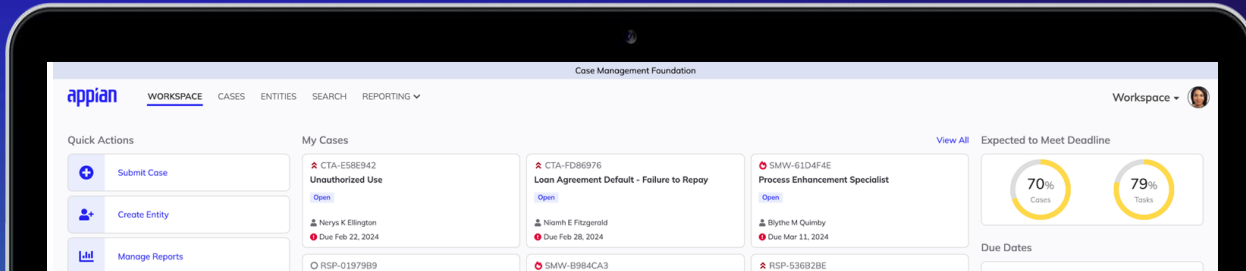 Case Management Foundation
appian
WORKSPACE CASES ENTITIES SEARCH REPORTING
Workspace
Quick Actions
Submit Case
Create Entity
Manage Reports
My Cases
View All
CTA-E58E942
Unauthorized Use
Open
Nerys K Ellington
Due Feb 22, 2024
CTA-FD86976
Loan Agreement Default - Failure to Repay
Open
Niamh E Fitzgerald
Due Feb 28, 2024
SMW-61D4F4E
Process Enhancement Specialist
Open
Blythe M Quimby
Due Mar 11, 2024
RSP-01979B9
SMW-B984CA3
RSP-536B2BE
Expected to Meet Deadline
70%
Cases
79%
Tasks
Due Dates